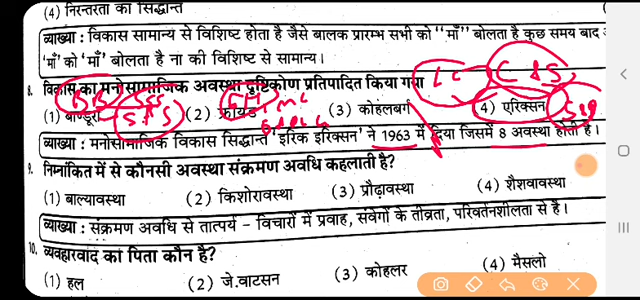 (4) निरन्तरता का सिद्धान्त
व्याख्या : विकास सामान्य से विशिष्ट होता है जैसे बालक प्रारम्भ सभी को "माँ" बोलता है कुछ समय बाद
'माँ' को 'माँ' बोलता है ना की विशिष्ट से सामान्य।
8. विकास का मनोसामाजिक अवस्था दृष्टिकोण प्रतिपादित किया गया
(1) बाण्डूरा (2) फ्रायड (3) कोहलबर्ग (4) एरिक्सन
व्याख्या : मनोसामाजिक विकास सिद्धान्त 'इरिक इरिक्सन' ने 1963 में दिया जिसमें 8 अवस्था होती है।
9. निम्नांकित में से कौनसी अवस्था संक्रमण अवधि कहलाती है?
(1) बाल्यावस्था (2) किशोरावस्था (3) प्रौढ़ावस्था (4) शैशवावस्था
व्याख्या : संक्रमण अवधि से तात्पर्य – विचारों में प्रवाह, संवेगों के तीव्रता, परिवर्तनशीलता से है।
10. व्यवहारवाद का पिता कौन है?
(1) हल (2) जे.वाटसन (3) कोहलर (4) मैसलो